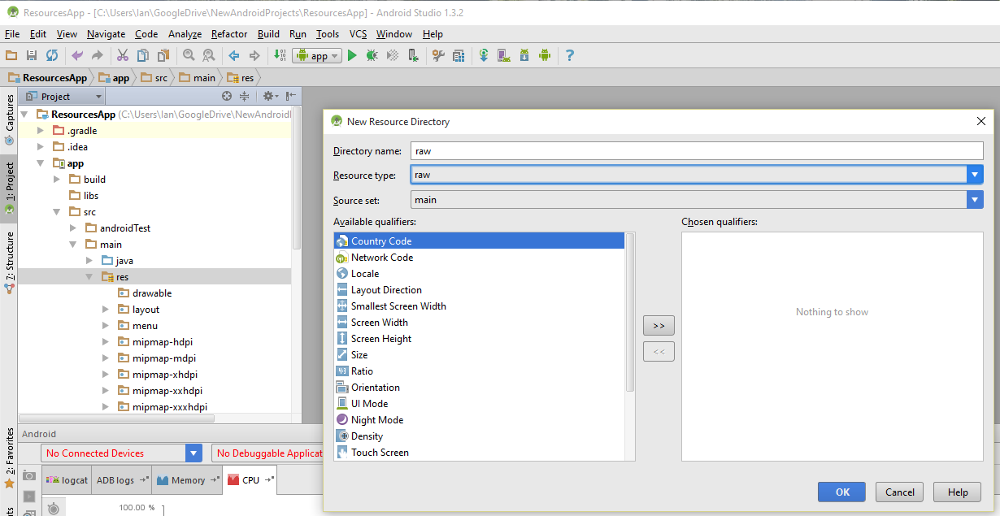 ResourcesApp - [C:\Users\Ian\GoogleDrive\NewAndroidProjects\ResourcesApp] - Android Studio 1.3.2
File Edit View Navigate Code Analyze Refactor Build Run Tools VCS Window Help
app
ResourcesApp app src main res
Captures
1: Project
7: Structure
2: Favorites
Project
ResourcesApp (C:\Users\Ian\GoogleDrive\NewAndroid
.gradle
.idea
app
build
libs
src
androidTest
main
java
res
drawable
layout
menu
mipmap-hdpi
mipmap-mdpi
mipmap-xhdpi
mipmap-xxhdpi
mipmap-xxxhdpi
New Resource Directory
Directory name: raw
Resource type: raw
Source set: main
Available qualifiers:
Country Code
Network Code
Locale
Layout Direction
Smallest Screen Width
Screen Width
Screen Height
Size
Ratio
Orientation
UI Mode
Night Mode
Density
Touch Screen
>>
<<
Chosen qualifiers:
Nothing to show
OK Cancel Help
Android
No Connected Devices No Debuggable Applicat
logcat ADB logs Memory CPU
100.00 %